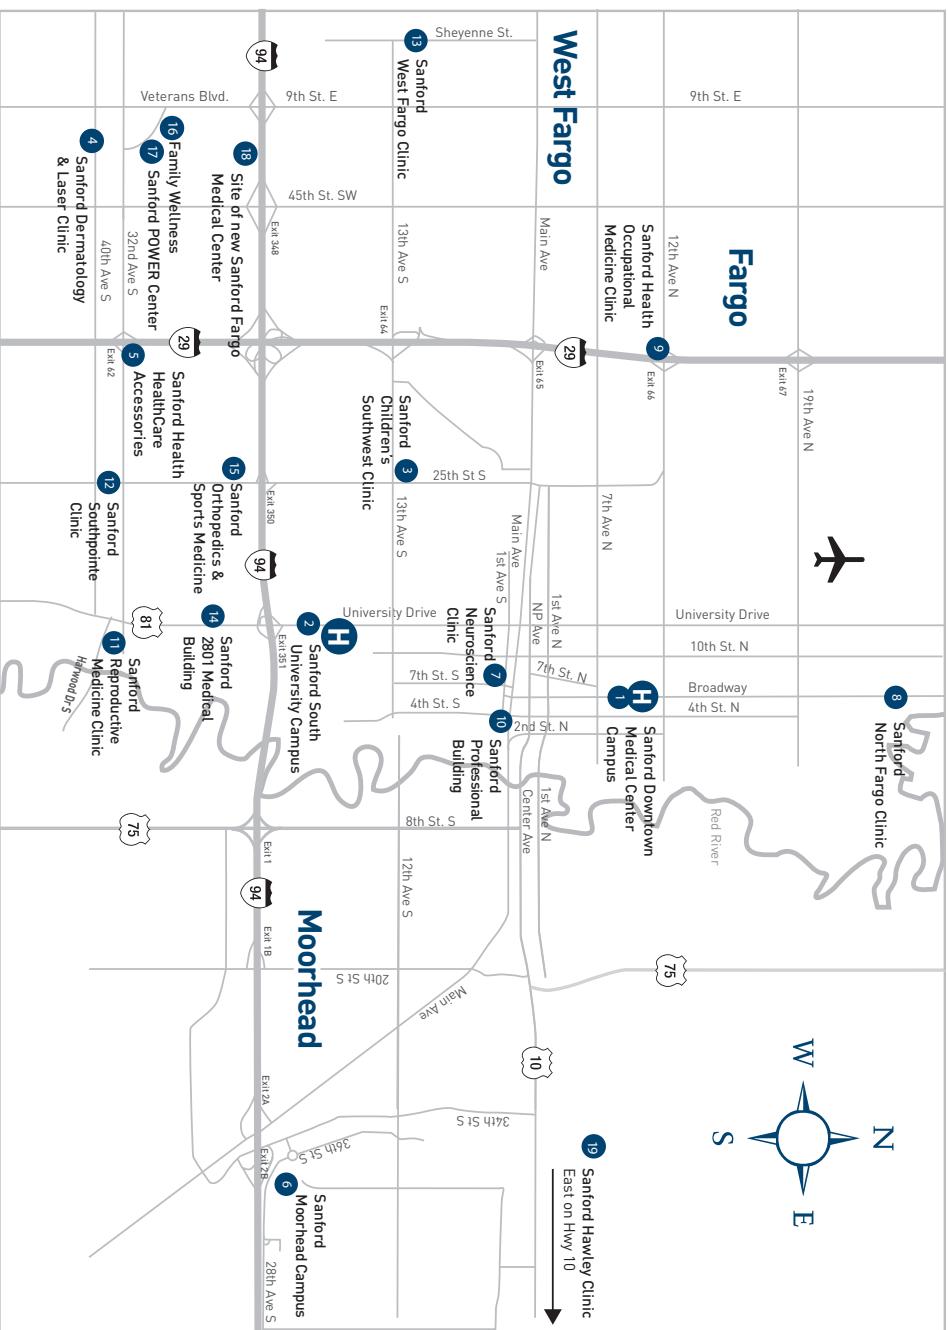 West Fargo
Fargo
Moorhead
N
W
E
S
8
Sanford
North Fargo Clinic
19th Ave N
Exit 67
Red River
University Drive
10th St. N
Broadway
4th St. N
9th St. E
12th Ave N
Exit 66
75
9
Sanford Health
Occupational
Medicine Clinic
H
1
Sanford Downtown
Medical Center
Campus
7th Ave N
29
19
Sanford Hawley Clinic
East on Hwy 10
Main Ave
Exit 65
1st Ave N
NP Ave
7th St. N
2nd St. N
1st Ave N
Center Ave
10
Main Ave
1st Ave S
7
Sanford
Neuroscience
Clinic
10
Sanford
Professional
Building
Sheyenne St.
13
Sanford
West Fargo Clinic
13th Ave S
Exit 64
3
Sanford
Children's
Southwest Clinic
25th St S
13th Ave S
7th St. S
4th St. S
8th St. S
12th Ave S
Main Ave
34th St S
20th St S
36th St S
University Drive
H
2
Sanford South
University Campus
6
Sanford
Moorhead Campus
28th Ave S
94
9th St. E
45th St. SW
Exit 348
Exit 350
94
Exit 351
Exit 1
94
Exit 1B
Exit 2A
Exit 2B
Veterans Blvd.
18
Site of new Sanford Fargo
Medical Center
15
Sanford
Orthopedics &
Sports Medicine
14
Sanford
2801 Medical
Building
16
Family Wellness
17
Sanford POWER Center
29
32nd Ave S
5
Sanford Health
HealthCare
Accessories
81
75
4
Sanford Dermatology
& Laser Clinic
40th Ave S
Exit 62
12
Sanford
Southpointe
Clinic
11
Sanford
Reproductive
Medicine Clinic
Harwood Dr S